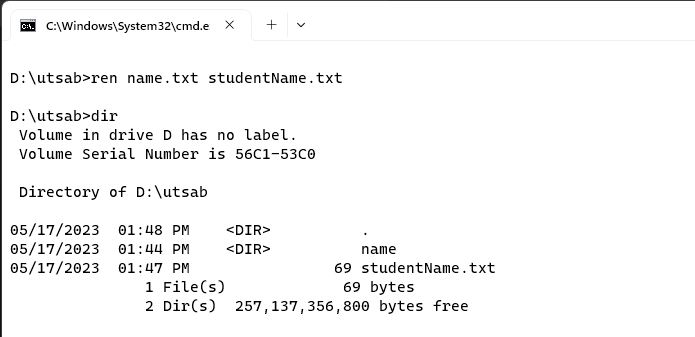 C:\Windows\System32\cmd.e
D:\utsab>ren name.txt studentName.txt
D:\utsab>dir
Volume in drive D has no label.
Volume Serial Number is 56C1-53C0
Directory of D:\utsab
05/17/2023  01:48 PM    <DIR>          .
05/17/2023  01:44 PM    <DIR>          name
05/17/2023  01:47 PM                69 studentName.txt
1 File(s)             69 bytes
2 Dir(s)  257,137,356,800 bytes free